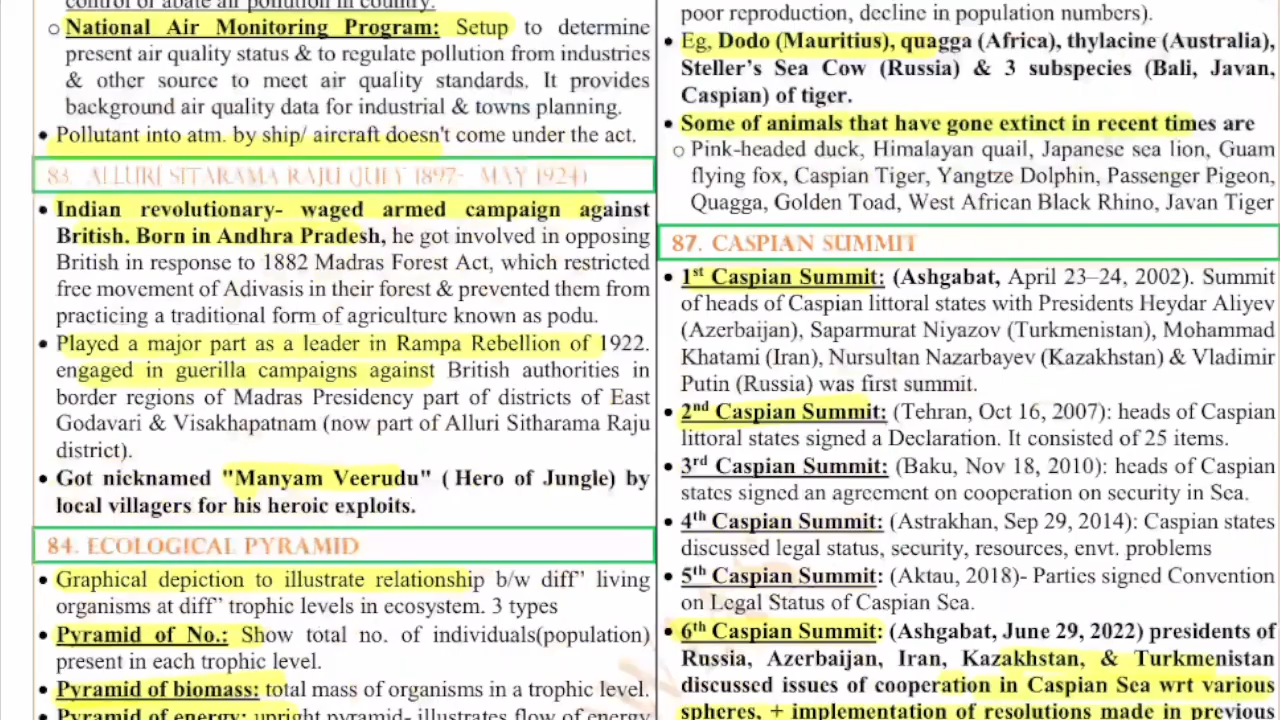 control or abate air pollution in country.
○ National Air Monitoring Program: Setup to determine
present air quality status & to regulate pollution from industries
& other source to meet air quality standards. It provides
background air quality data for industrial & towns planning.
• Pollutant into atm. by ship/ aircraft doesn't come under the act.
83. ALLURI SITARAMA RAJU (JULY 1897- MAY 1924)
• Indian revolutionary- waged armed campaign against
British. Born in Andhra Pradesh, he got involved in opposing
British in response to 1882 Madras Forest Act, which restricted
free movement of Adivasis in their forest & prevented them from
practicing a traditional form of agriculture known as podu.
• Played a major part as a leader in Rampa Rebellion of 1922.
engaged in guerilla campaigns against British authorities in
border regions of Madras Presidency part of districts of East
Godavari & Visakhapatnam (now part of Alluri Sitharama Raju
district).
• Got nicknamed "Manyam Veerudu" ( Hero of Jungle) by
local villagers for his heroic exploits.
84. ECOLOGICAL PYRAMID
• Graphical depiction to illustrate relationship b/w diffⁿ living
organisms at diffⁿ trophic levels in ecosystem. 3 types
• Pyramid of No.: Show total no. of individuals(population)
present in each trophic level.
• Pyramid of biomass: total mass of organisms in a trophic level.
• Pyramid of energy: upright pyramid- illustrates flow of energy
poor reproduction, decline in population numbers).
• Eg, Dodo (Mauritius), quagga (Africa), thylacine (Australia),
Steller's Sea Cow (Russia) & 3 subspecies (Bali, Javan,
Caspian) of tiger.
• Some of animals that have gone extinct in recent times are
○ Pink-headed duck, Himalayan quail, Japanese sea lion, Guam
flying fox, Caspian Tiger, Yangtze Dolphin, Passenger Pigeon,
Quagga, Golden Toad, West African Black Rhino, Javan Tiger
87. CASPIAN SUMMIT
• 1st Caspian Summit: (Ashgabat, April 23–24, 2002). Summit
of heads of Caspian littoral states with Presidents Heydar Aliyev
(Azerbaijan), Saparmurat Niyazov (Turkmenistan), Mohammad
Khatami (Iran), Nursultan Nazarbayev (Kazakhstan) & Vladimir
Putin (Russia) was first summit.
• 2nd Caspian Summit: (Tehran, Oct 16, 2007): heads of Caspian
littoral states signed a Declaration. It consisted of 25 items.
• 3rd Caspian Summit: (Baku, Nov 18, 2010): heads of Caspian
states signed an agreement on cooperation on security in Sea.
• 4th Caspian Summit: (Astrakhan, Sep 29, 2014): Caspian states
discussed legal status, security, resources, envt. problems
• 5th Caspian Summit: (Aktau, 2018)- Parties signed Convention
on Legal Status of Caspian Sea.
• 6th Caspian Summit: (Ashgabat, June 29, 2022) presidents of
Russia, Azerbaijan, Iran, Kazakhstan, & Turkmenistan
discussed issues of cooperation in Caspian Sea wrt various
spheres, + implementation of resolutions made in previous